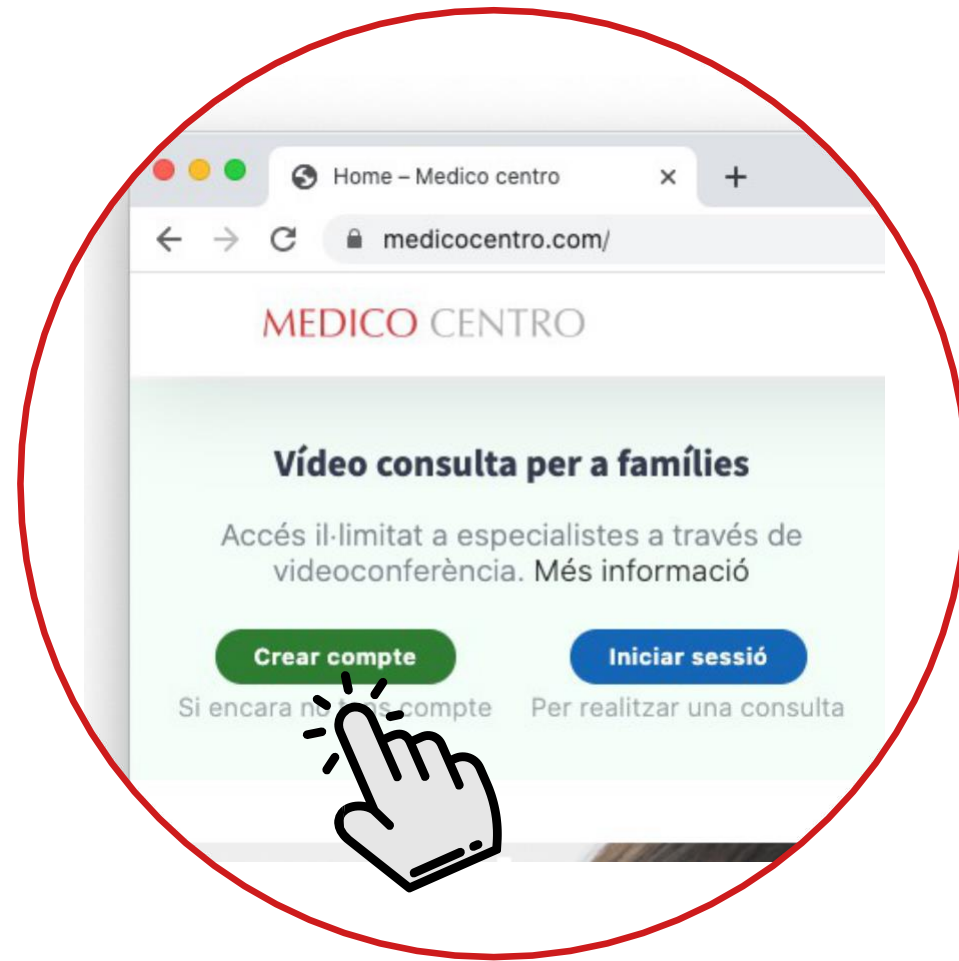 Home – Medico centro
medicocentro.com/
MEDICO CENTRO
Vídeo consulta per a famílies
Accés il·limitat a especialistes a través de
videoconferència. Més informació
Crear compte
Iniciar sessió
Si encara no tens compte
Per realitzar una consulta